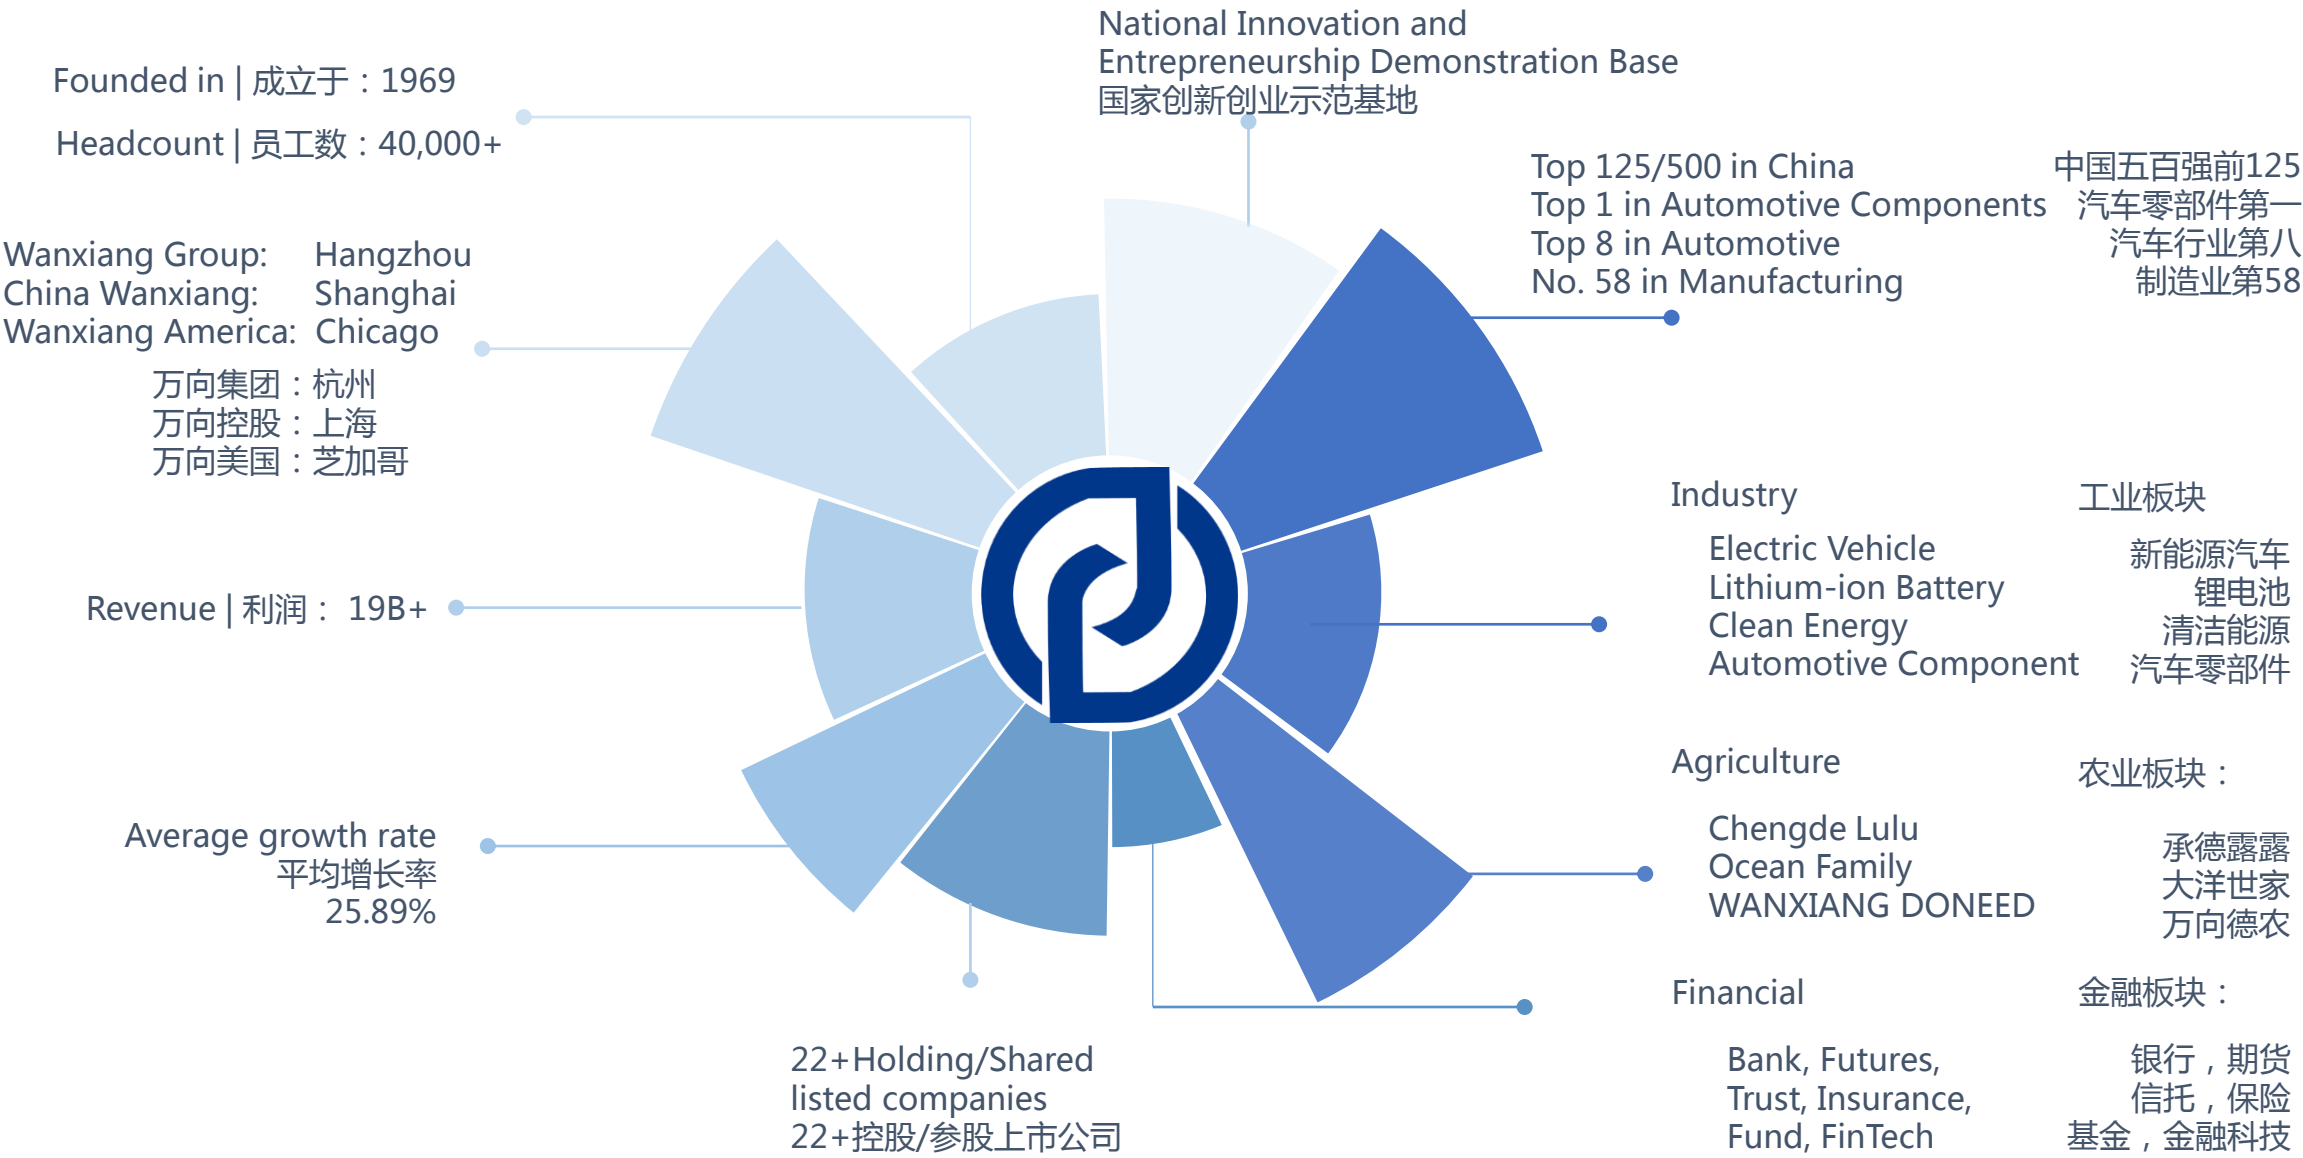 National Innovation and
Entrepreneurship Demonstration Base
国家创新创业示范基地
Founded in | 成立于：1969
Headcount | 员工数：40,000+
Wanxiang Group: Hangzhou
China Wanxiang: Shanghai
Wanxiang America: Chicago
万向集团：杭州
万向控股：上海
万向美国：芝加哥
Revenue | 利润： 19B+
Average growth rate
平均增长率
25.89%
22+Holding/Shared
listed companies
22+控股/参股上市公司
Top 125/500 in China 中国五百强前125
Top 1 in Automotive Components 汽车零部件第一
Top 8 in Automotive 汽车行业第八
No. 58 in Manufacturing 制造业第58
Industry 工业板块
Electric Vehicle 新能源汽车
Lithium-ion Battery 锂电池
Clean Energy 清洁能源
Automotive Component 汽车零部件
Agriculture 农业板块：
Chengde Lulu 承德露露
Ocean Family 大洋世家
WANXIANG DONEED 万向德农
Financial 金融板块：
Bank, Futures, 银行，期货
Trust, Insurance, 信托，保险
Fund, FinTech 基金，金融科技